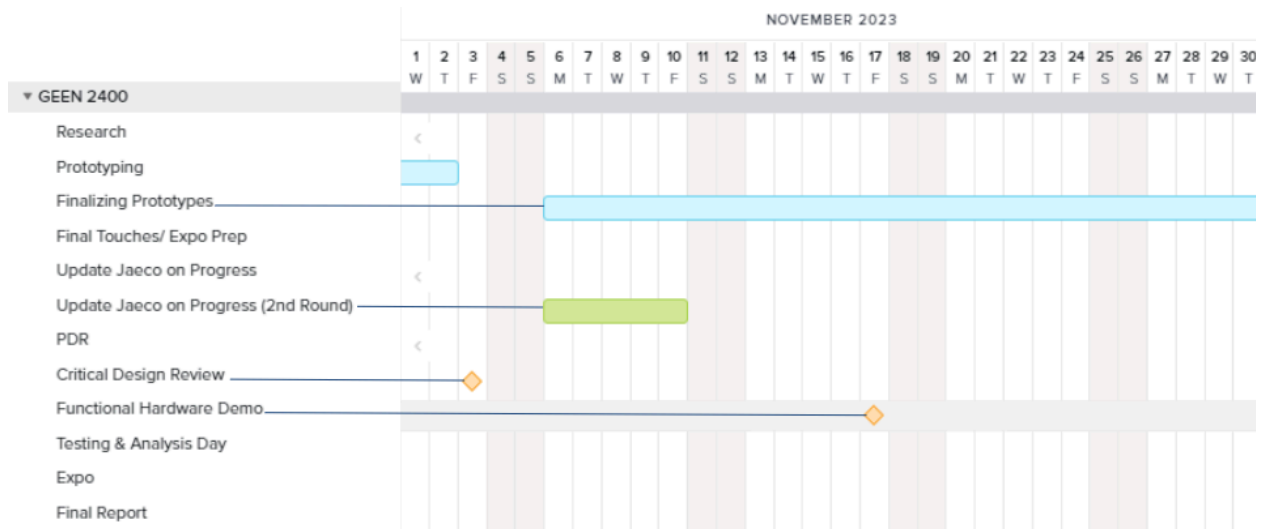 NOVEMBER 2023
1 2 3 4 5 6 7 8 9 10 11 12 13 14 15 16 17 18 19 20 21 22 23 24 25 26 27 28 29 30
W T F S S M T W T F S S M T W T F S S M T W T F S S M T W T
GEEN 2400
Research
Prototyping
Finalizing Prototypes
Final Touches/ Expo Prep
Update Jaeco on Progress
Update Jaeco on Progress (2nd Round)
PDR
Critical Design Review
Functional Hardware Demo
Testing & Analysis Day
Expo
Final Report